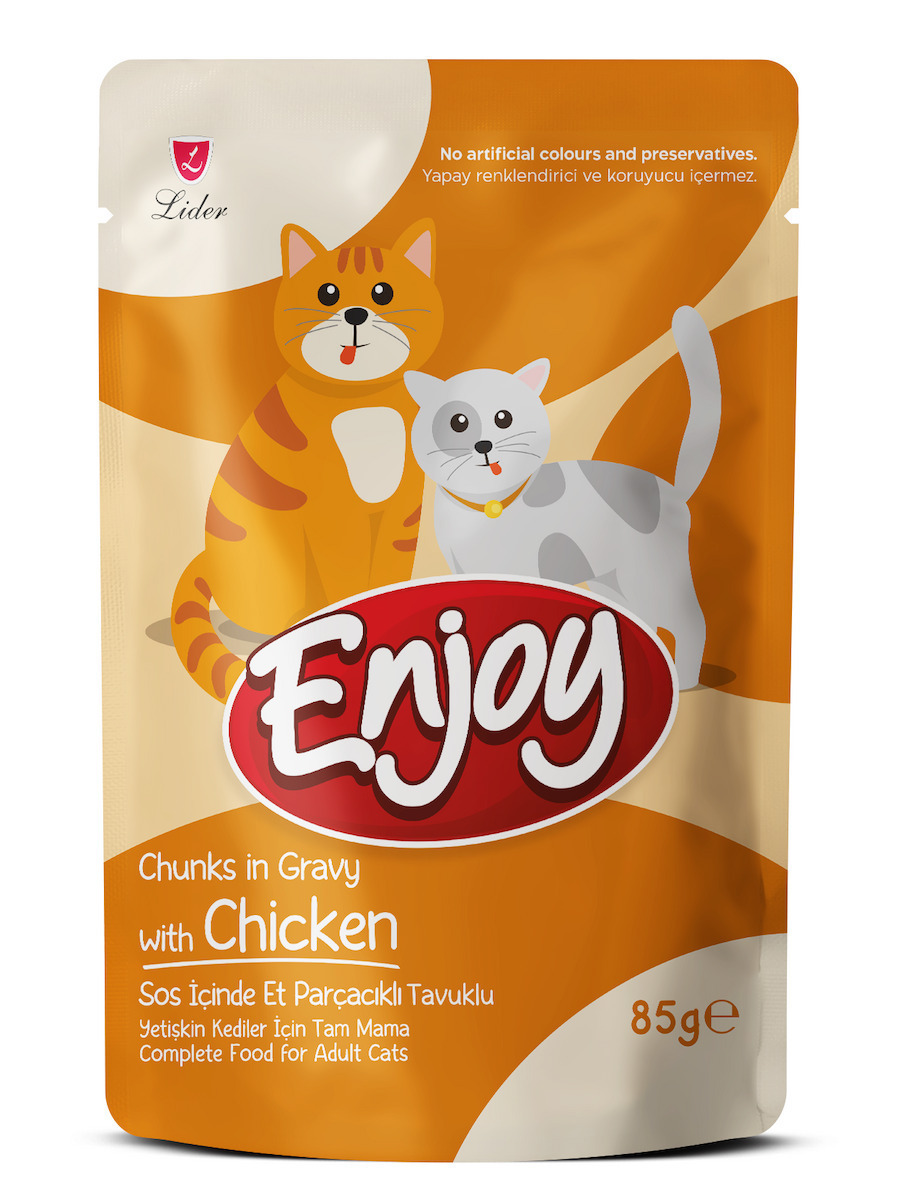 Lider
No artificial colours and preservatives.
Yapay renklendirici ve koruyucu içermez.
Enjoy
Chunks in Gravy
with Chicken
Sos İçinde Et Parçacıklı Tavuklu
Yetişkin Kediler İçin Tam Mama
Complete Food for Adult Cats
85g℮